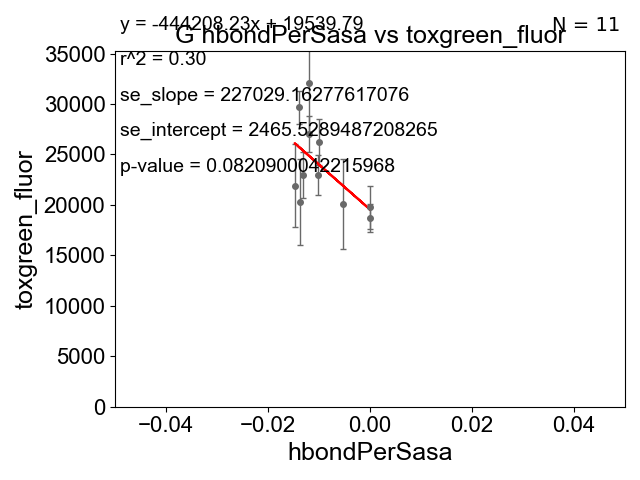 y = -444208.23x + 19539.79
N = 11
G hbondPerSasa vs toxgreen_fluor
r^2 = 0.30
se_slope = 227029.16277617076
se_intercept = 2465.5289487208265
p-value = 0.0820900042215968
toxgreen_fluor
35000
30000
25000
20000
15000
10000
5000
0
−0.04
−0.02
0.00
0.02
0.04
hbondPerSasa